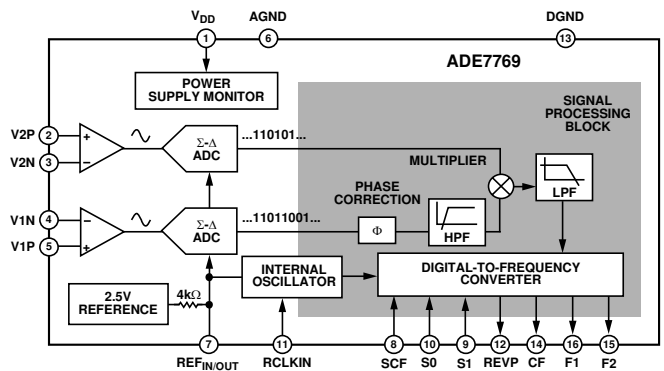 V_DD AGND DGND
1 6 13
ADE7769
POWER
SUPPLY MONITOR
SIGNAL
PROCESSING
BLOCK
V2P 2 +
V2N 3 –
Σ-Δ
ADC
...110101...
MULTIPLIER
LPF
PHASE
CORRECTION
V1N 4 –
V1P 5 +
Σ-Δ
ADC
...11011001...
Φ
HPF
2.5V
REFERENCE
4kΩ
INTERNAL
OSCILLATOR
DIGITAL-TO-FREQUENCY
CONVERTER
7 11 8 10 9 12 14 16 15
REF_IN/OUT RCLKIN SCF S0 S1 REVP CF F1 F2